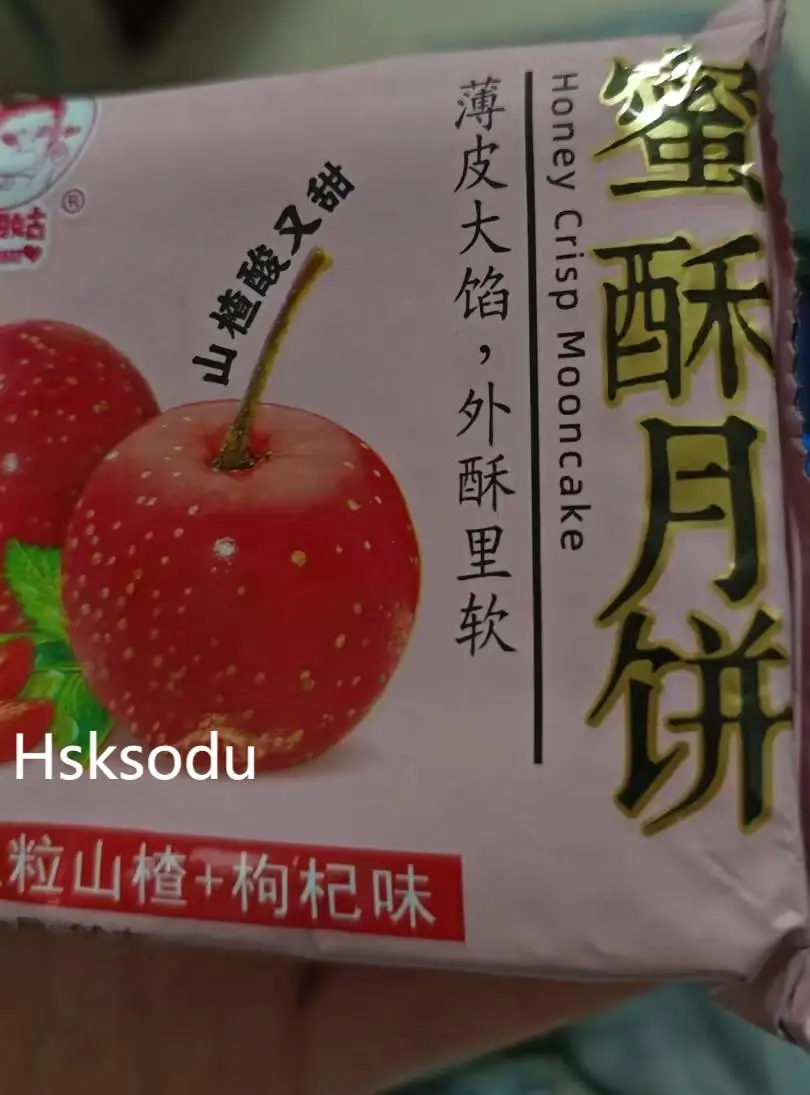 蜜酥月饼
Honey Crisp Mooncake
薄皮大馅，外酥里软
山楂酸又甜
®
姑
粒山楂+枸杞味
Hsksodu